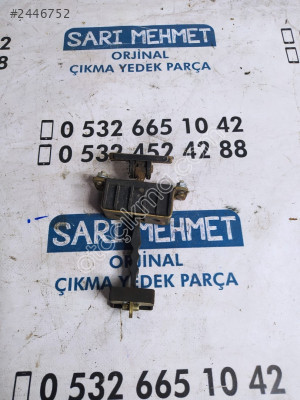 #2446752
SARI MEHMET
ORJİNAL
ÇIKMA YEDEK PARÇA
2
8
0 532 665 10 42
0 532 452 42 88
otoçıkma
SARI MEHMET
ORJİNAL
ÇIKMA YEDEK PARÇA
0 532 665 10 42